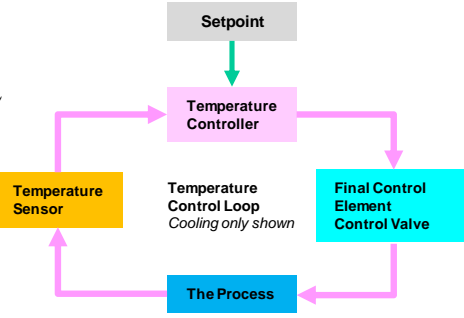 Setpoint
Temperature
Controller
Temperature
Sensor
Temperature
Control Loop
Cooling only shown
Final Control
Element
Control Valve
The Process